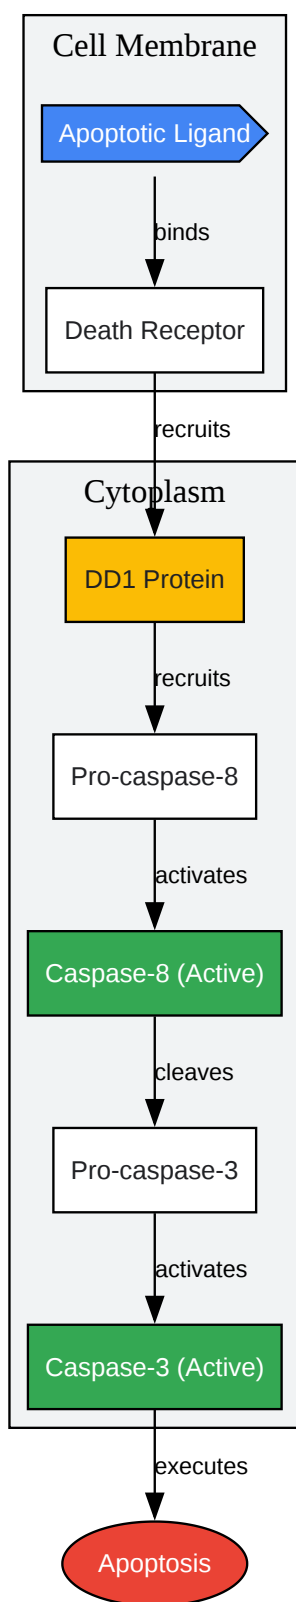 Cell Membrane
Apoptotic Ligand
binds
Death Receptor
recruits
Cytoplasm
DD1 Protein
recruits
Pro-caspase-8
activates
Caspase-8 (Active)
cleaves
Pro-caspase-3
activates
Caspase-3 (Active)
executes
Apoptosis